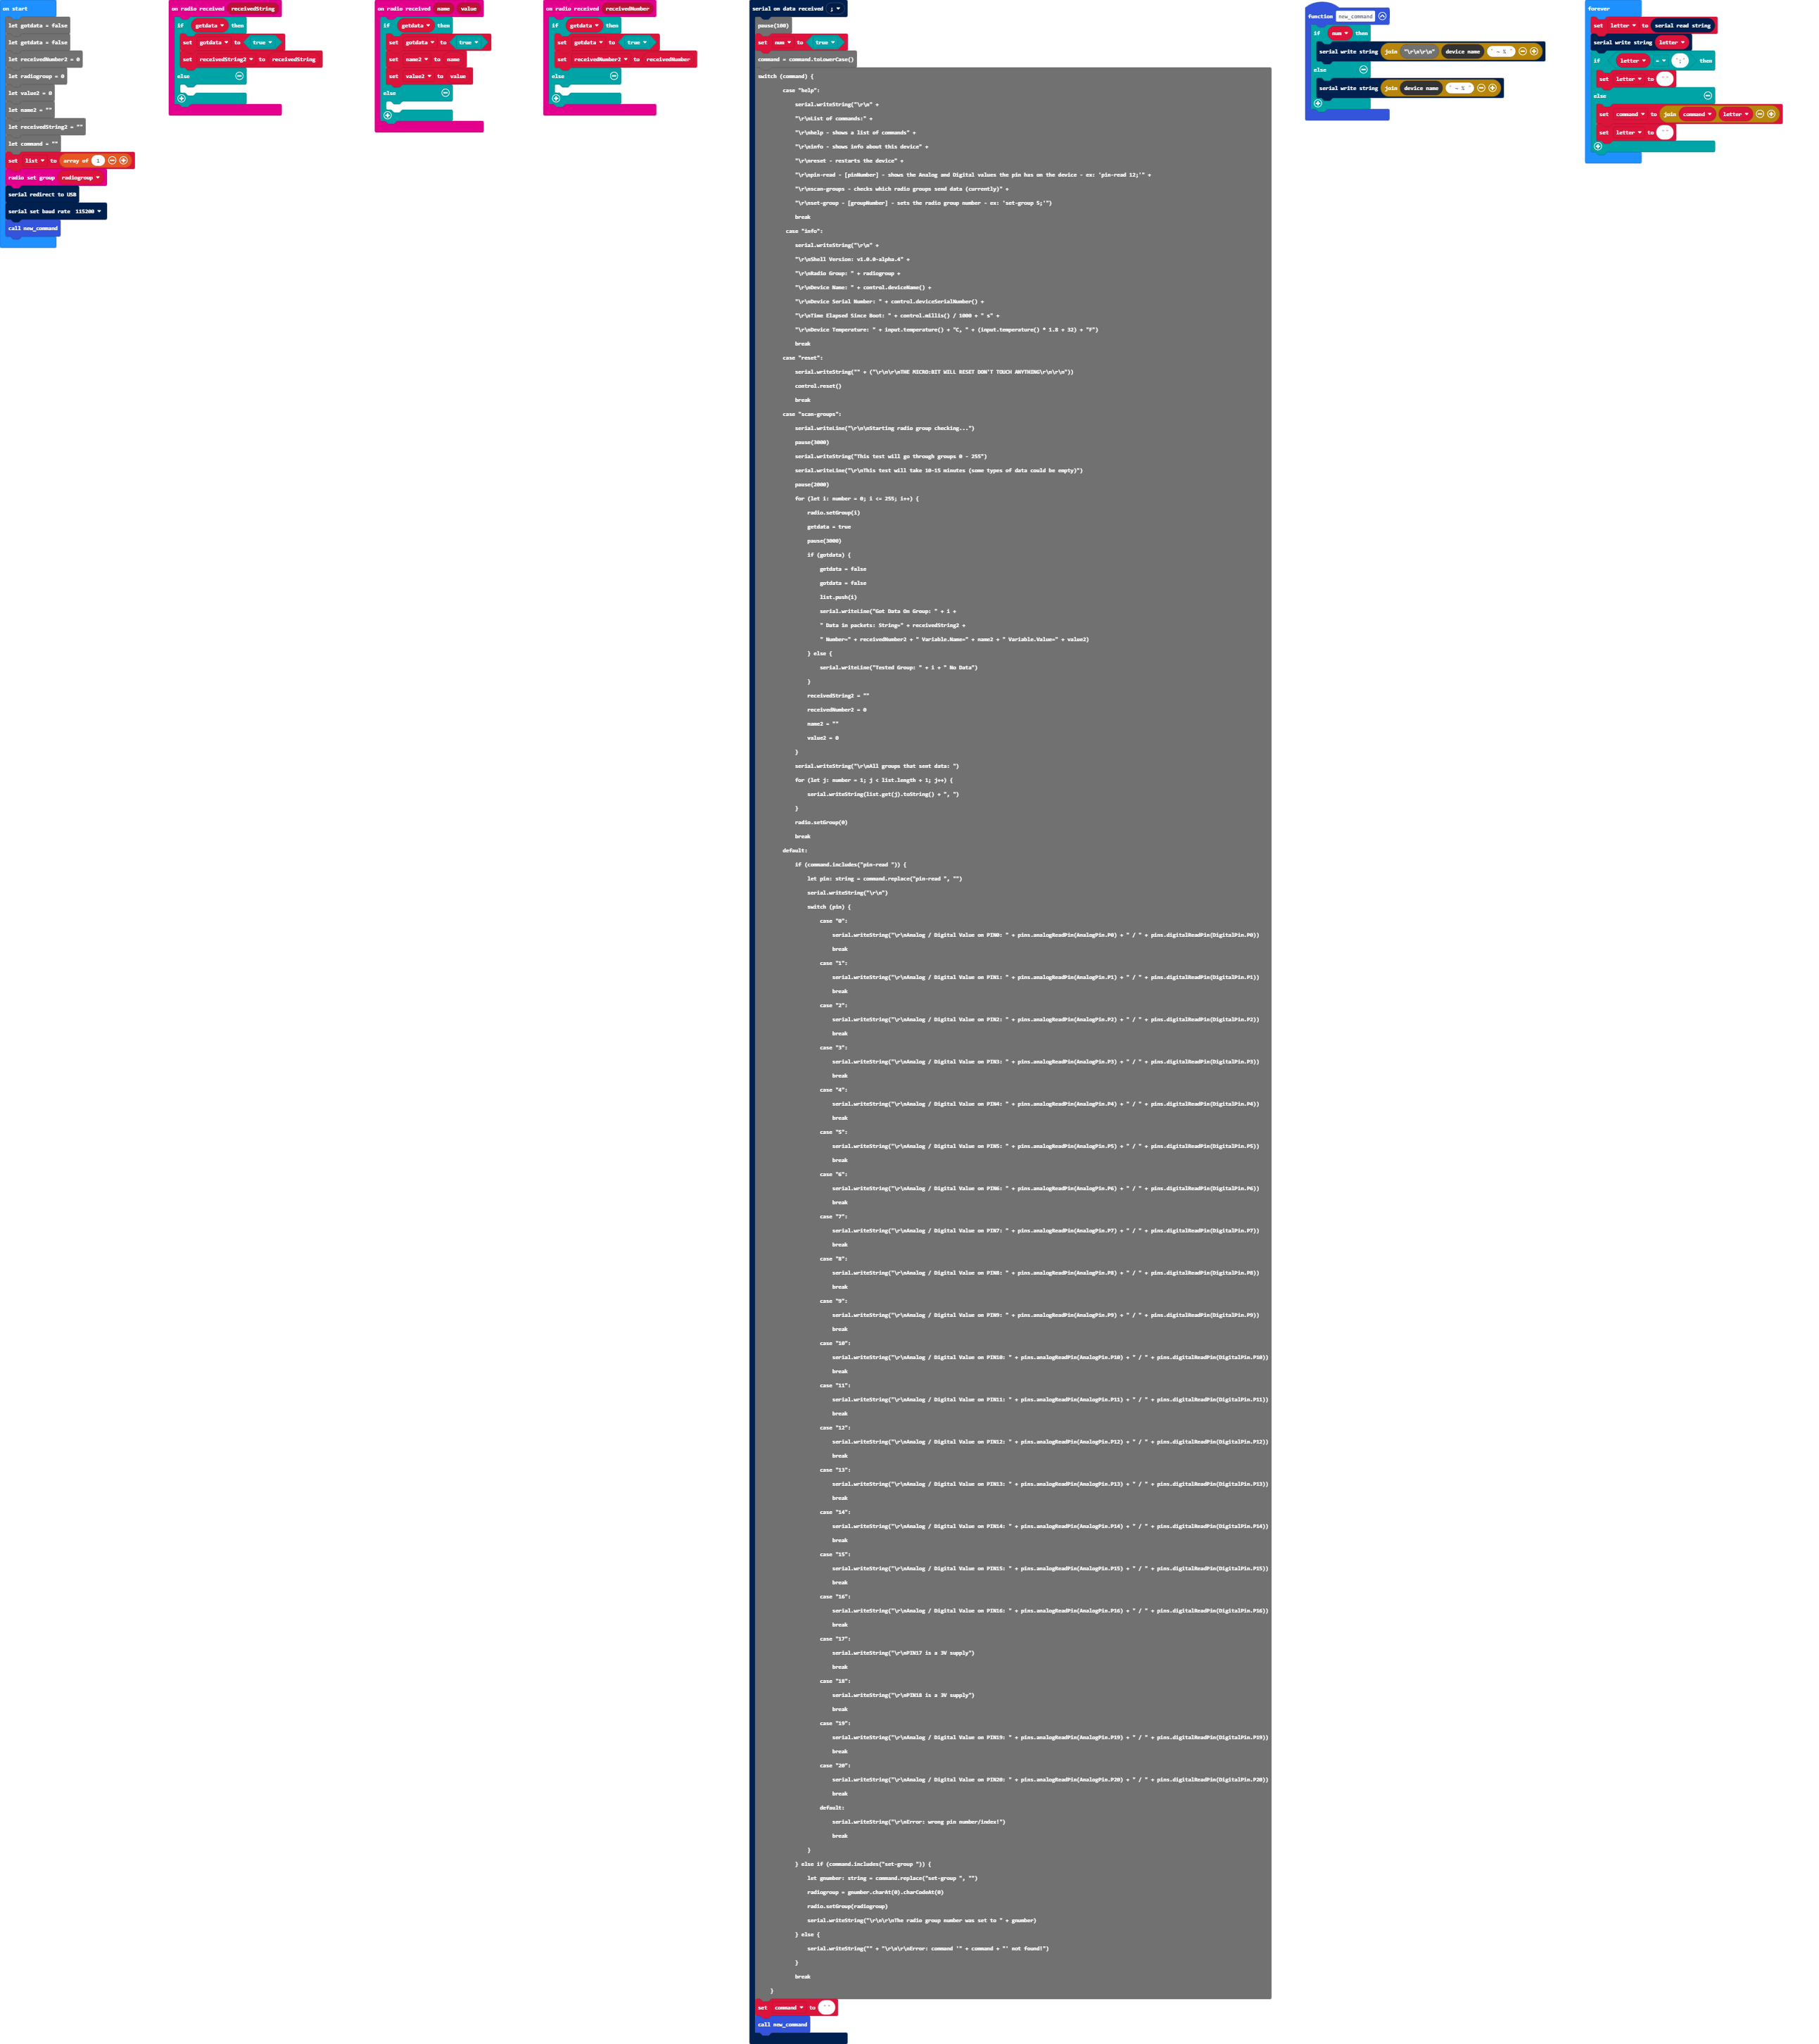 on start
let gotdata = false
let getdata = false
let receivedNumber2 = 0
let radiogroup = 0
let value2 = 0
let name2 = ""
let receivedString2 = ""
let command = ""
set list to array of 1
radio set group radiogroup
serial redirect to USB
serial set baud rate 115200
call new_command
on radio received receivedString
if getdata then
set gotdata to true
set receivedString2 to receivedString
else
on radio received name value
if getdata then
set gotdata to true
set name2 to name
set value2 to value
else
on radio received receivedNumber
if getdata then
set gotdata to true
set receivedNumber2 to receivedNumber
else
serial on data received ;
pause(100)
set num to true
command = command.toLowerCase()
switch (command) {
case "help":
serial.writeString("\r\n" +
"\r\nList of commands:" +
"\r\nhelp - shows a list of commands" +
"\r\ninfo - shows info about this device" +
"\r\nreset - restarts the device" +
"\r\npin-read - [pinNumber] - shows the Analog and Digital values the pin has on the device - ex: 'pin-read 12;'" +
"\r\nscan-groups - checks which radio groups send data (currently)" +
"\r\nset-group - [groupNumber] - sets the radio group number - ex: 'set-group 5;'")
break
case "info":
serial.writeString("\r\n" +
"\r\nShell Version: v1.0.0-alpha.4" +
"\r\nRadio Group: " + radiogroup +
"\r\nDevice Name: " + control.deviceName() +
"\r\nDevice Serial Number: " + control.deviceSerialNumber() +
"\r\nTime Elapsed Since Boot: " + control.millis() / 1000 + " s" +
"\r\nDevice Temperature: " + input.temperature() + "C, " + (input.temperature() * 1.8 + 32) + "F")
break
case "reset":
serial.writeString("" + ("\r\n\r\nTHE MICRO:BIT WILL RESET DON'T TOUCH ANYTHING\r\n\r\n"))
control.reset()
break
case "scan-groups":
serial.writeLine("\r\n\nStarting radio group checking...")
pause(3000)
serial.writeString("This test will go through groups 0 - 255")
serial.writeLine("\r\nThis test will take 10-15 minutes (some types of data could be empty)")
pause(2000)
for (let i: number = 0; i <= 255; i++) {
radio.setGroup(i)
getdata = true
pause(3000)
if (gotdata) {
getdata = false
gotdata = false
list.push(i)
serial.writeLine("Got Data On Group: " + i +
" Data in packets: String=" + receivedString2 +
" Number=" + receivedNumber2 + " Variable.Name=" + name2 + " Variable.Value=" + value2)
} else {
serial.writeLine("Tested Group: " + i + " No Data")
}
receivedString2 = ""
receivedNumber2 = 0
name2 = ""
value2 = 0
}
serial.writeString("\r\nAll groups that sent data: ")
for (let j: number = 1; j < list.length + 1; j++) {
serial.writeString(list.get(j).toString() + ", ")
}
radio.setGroup(0)
break
default:
if (command.includes("pin-read ")) {
let pin: string = command.replace("pin-read ", "")
serial.writeString("\r\n")
switch (pin) {
case "0":
serial.writeString("\r\nAnalog / Digital Value on PIN0: " + pins.analogReadPin(AnalogPin.P0) + " / " + pins.digitalReadPin(DigitalPin.P0))
break
case "1":
serial.writeString("\r\nAnalog / Digital Value on PIN1: " + pins.analogReadPin(AnalogPin.P1) + " / " + pins.digitalReadPin(DigitalPin.P1))
break
case "2":
serial.writeString("\r\nAnalog / Digital Value on PIN2: " + pins.analogReadPin(AnalogPin.P2) + " / " + pins.digitalReadPin(DigitalPin.P2))
break
case "3":
serial.writeString("\r\nAnalog / Digital Value on PIN3: " + pins.analogReadPin(AnalogPin.P3) + " / " + pins.digitalReadPin(DigitalPin.P3))
break
case "4":
serial.writeString("\r\nAnalog / Digital Value on PIN4: " + pins.analogReadPin(AnalogPin.P4) + " / " + pins.digitalReadPin(DigitalPin.P4))
break
case "5":
serial.writeString("\r\nAnalog / Digital Value on PIN5: " + pins.analogReadPin(AnalogPin.P5) + " / " + pins.digitalReadPin(DigitalPin.P5))
break
case "6":
serial.writeString("\r\nAnalog / Digital Value on PIN6: " + pins.analogReadPin(AnalogPin.P6) + " / " + pins.digitalReadPin(DigitalPin.P6))
break
case "7":
serial.writeString("\r\nAnalog / Digital Value on PIN7: " + pins.analogReadPin(AnalogPin.P7) + " / " + pins.digitalReadPin(DigitalPin.P7))
break
case "8":
serial.writeString("\r\nAnalog / Digital Value on PIN8: " + pins.analogReadPin(AnalogPin.P8) + " / " + pins.digitalReadPin(DigitalPin.P8))
break
case "9":
serial.writeString("\r\nAnalog / Digital Value on PIN9: " + pins.analogReadPin(AnalogPin.P9) + " / " + pins.digitalReadPin(DigitalPin.P9))
break
case "10":
serial.writeString("\r\nAnalog / Digital Value on PIN10: " + pins.analogReadPin(AnalogPin.P10) + " / " + pins.digitalReadPin(DigitalPin.P10))
break
case "11":
serial.writeString("\r\nAnalog / Digital Value on PIN11: " + pins.analogReadPin(AnalogPin.P11) + " / " + pins.digitalReadPin(DigitalPin.P11))
break
case "12":
serial.writeString("\r\nAnalog / Digital Value on PIN12: " + pins.analogReadPin(AnalogPin.P12) + " / " + pins.digitalReadPin(DigitalPin.P12))
break
case "13":
serial.writeString("\r\nAnalog / Digital Value on PIN13: " + pins.analogReadPin(AnalogPin.P13) + " / " + pins.digitalReadPin(DigitalPin.P13))
break
case "14":
serial.writeString("\r\nAnalog / Digital Value on PIN14: " + pins.analogReadPin(AnalogPin.P14) + " / " + pins.digitalReadPin(DigitalPin.P14))
break
case "15":
serial.writeString("\r\nAnalog / Digital Value on PIN15: " + pins.analogReadPin(AnalogPin.P15) + " / " + pins.digitalReadPin(DigitalPin.P15))
break
case "16":
serial.writeString("\r\nAnalog / Digital Value on PIN16: " + pins.analogReadPin(AnalogPin.P16) + " / " + pins.digitalReadPin(DigitalPin.P16))
break
case "17":
serial.writeString("\r\nPIN17 is a 3V supply")
break
case "18":
serial.writeString("\r\nPIN18 is a 3V supply")
break
case "19":
serial.writeString("\r\nAnalog / Digital Value on PIN19: " + pins.analogReadPin(AnalogPin.P19) + " / " + pins.digitalReadPin(DigitalPin.P19))
break
case "20":
serial.writeString("\r\nAnalog / Digital Value on PIN20: " + pins.analogReadPin(AnalogPin.P20) + " / " + pins.digitalReadPin(DigitalPin.P20))
break
default:
serial.writeString("\r\nError: wrong pin number/index!")
break
}
} else if (command.includes("set-group ")) {
let gnumber: string = command.replace("set-group ", "")
radiogroup = gnumber.charAt(0).charCodeAt(0)
radio.setGroup(radiogroup)
serial.writeString("\r\n\r\nThe radio group number was set to " + gnumber)
} else {
serial.writeString("" + "\r\n\r\nError: command '" + command + "' not found!")
}
break
}
set command to " "
call new_command
function new_command
if num then
serial write string join "\r\n\r\n" device name " ~ $ "
else
serial write string join device name " ~ $ "
forever
set letter to serial read string
serial write string letter
if letter = ";" then
set letter to " "
else
set command to join command letter
set letter to " "